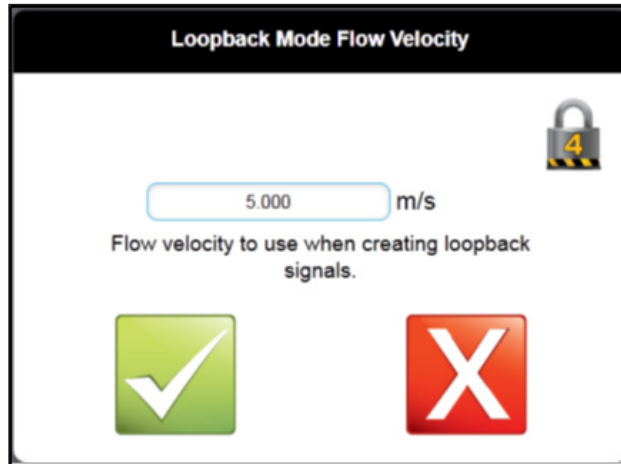 Loopback Mode Flow Velocity
4
5.000 m/s
Flow velocity to use when creating loopback
signals.